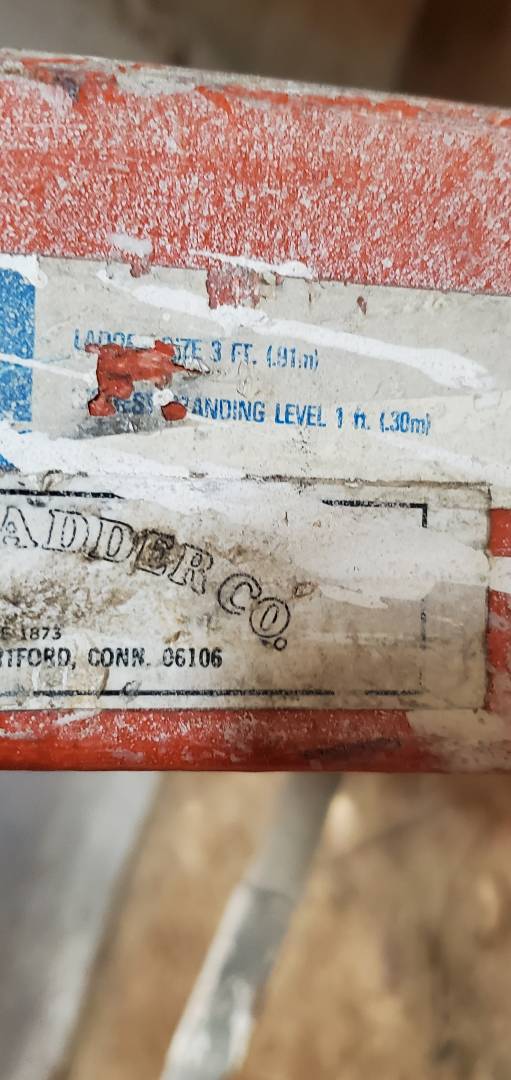 SIZE 3 FT. (.91m)
STANDING LEVEL 1 ft. (.30m)
ADDER CO.
E 1873
RTFORD, CONN. 06106